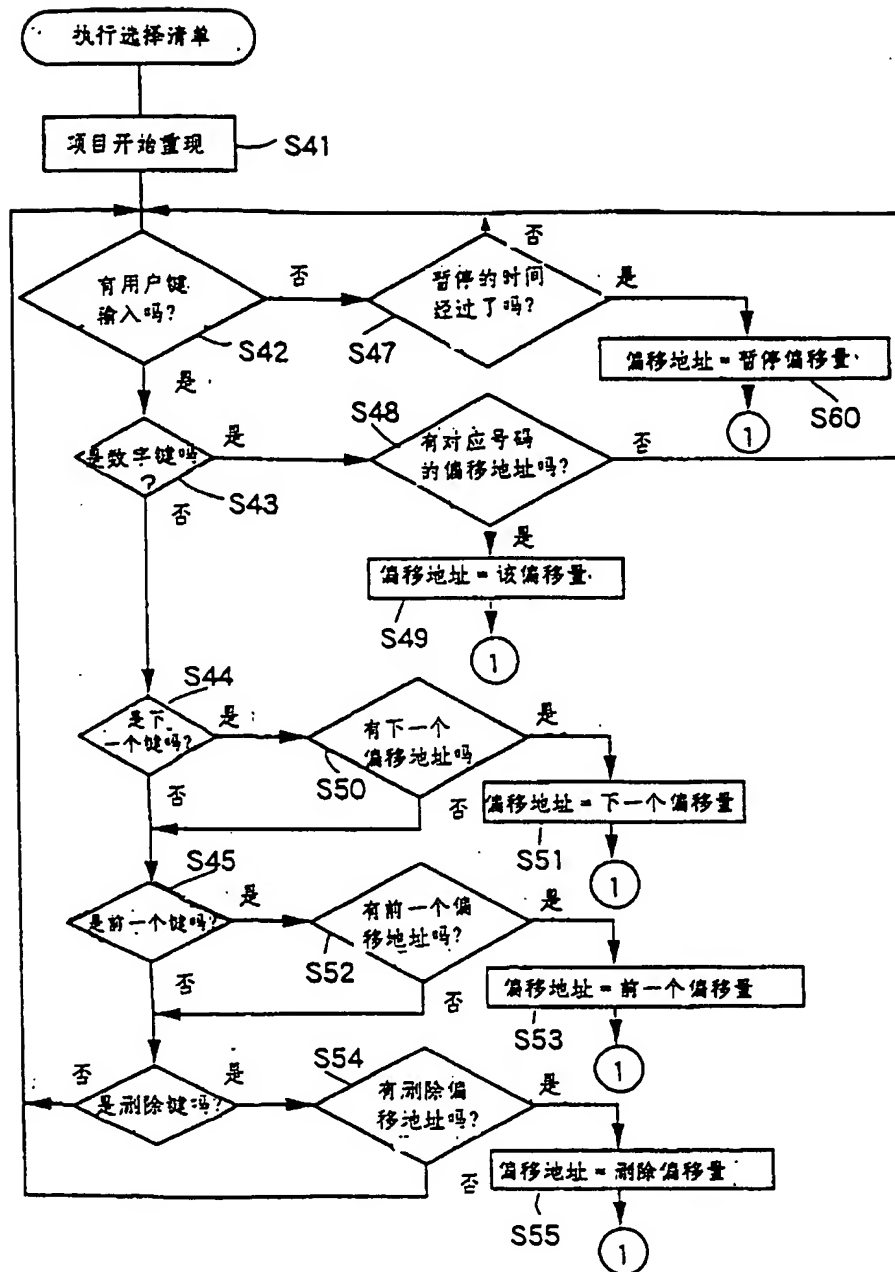 执行选择清单
项目开始重现
S41
有用户键
输入吗?
否
S42
暂停的时间
经过了吗?
否
是
S47
偏移地址=暂停偏移量
S60
1
是
是数字键吗
?
是
S43
否
S48
有对应号码
的偏移地址吗?
否
是
偏移地址=该偏移量
S49
1
S44
是下
一个键吗?
是
否
有下一个
偏移地址吗
是
S50
否
偏移地址=下一个偏移量
S51
1
S45
是前一个键吗?
是
否
有前一个偏
移地址吗?
是
S52
否
偏移地址=前一个偏移量
S53
1
否
是删除键吗?
是
S54
有删除偏
移地址吗?
是
否
偏移地址=删除偏移量
S55
1